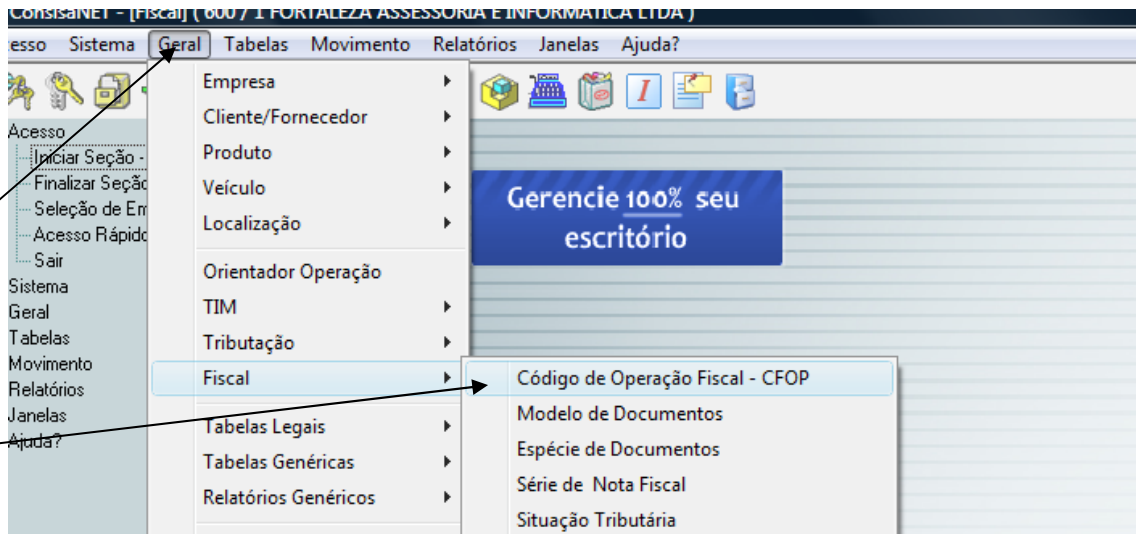 ConsisaNET - [Fiscal] ( 600 / 1 FORTALEZA ASSESSORIA E INFORMATICA LTDA )
esso Sistema Geral Tabelas Movimento Relatórios Janelas Ajuda?
Acesso
Iniciar Seção -
Finalizar Seção
Seleção de Em
Acesso Rápido
Sair
Sistema
Geral
Tabelas
Movimento
Relatórios
Janelas
Ajuda?
Empresa
Cliente/Fornecedor
Produto
Veículo
Localização
Orientador Operação
TIM
Tributação
Fiscal
Tabelas Legais
Tabelas Genéricas
Relatórios Genéricos
Gerencie 100% seu
escritório
Código de Operação Fiscal - CFOP
Modelo de Documentos
Espécie de Documentos
Série de Nota Fiscal
Situação Tributária